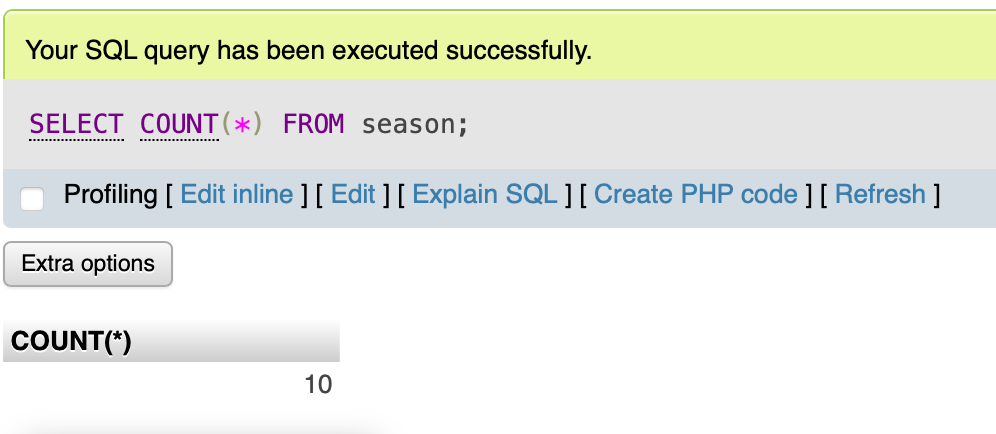 Your SQL query has been executed successfully.
SELECT COUNT(*) FROM season;
Profiling [ Edit inline ] [ Edit ] [ Explain SQL ] [ Create PHP code ] [ Refresh ]
Extra options
COUNT(*)
10